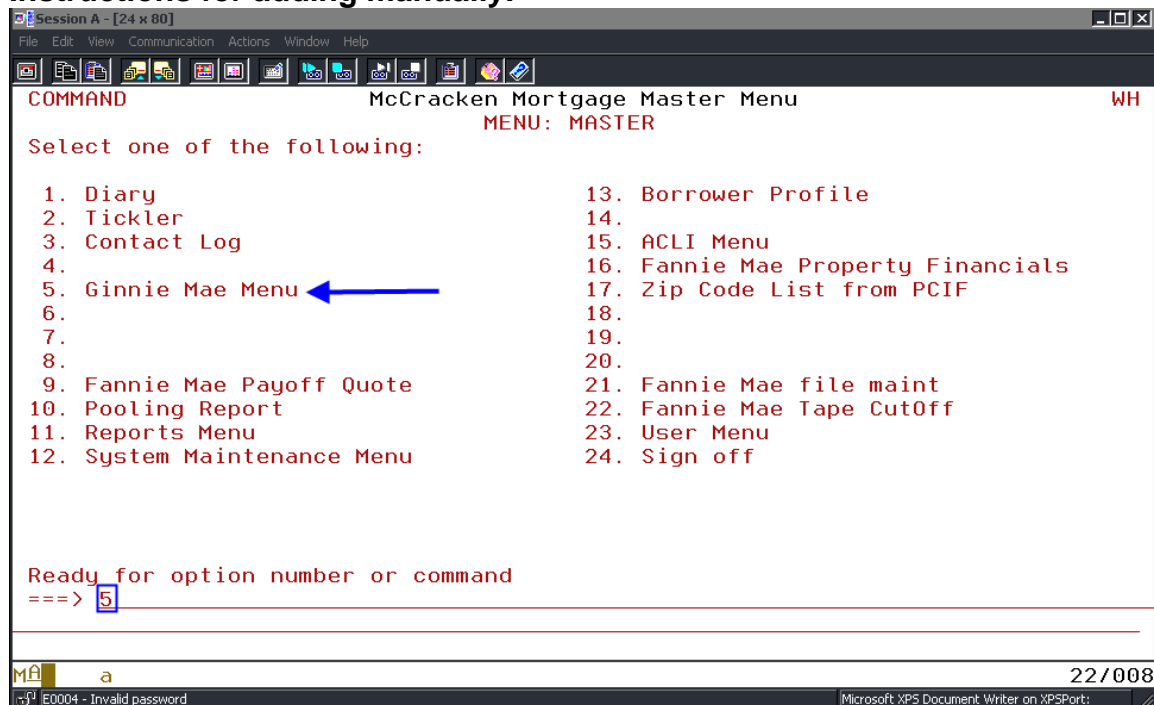 Instructions for adding manually:
Session A - [24 x 80]
File Edit View Communication Actions Window Help
COMMAND McCracken Mortgage Master Menu WH
MENU: MASTER
Select one of the following:
1. Diary 13. Borrower Profile
2. Tickler 14.
3. Contact Log 15. ACLI Menu
4. 16. Fannie Mae Property Financials
5. Ginnie Mae Menu 17. Zip Code List from PCIF
6. 18.
7. 19.
8. 20.
9. Fannie Mae Payoff Quote 21. Fannie Mae file maint
10. Pooling Report 22. Fannie Mae Tape CutOff
11. Reports Menu 23. User Menu
12. System Maintenance Menu 24. Sign off
Ready for option number or command
===> 5
MA a 22/008
E0004 - Invalid password Microsoft XPS Document Writer on XPSPort: